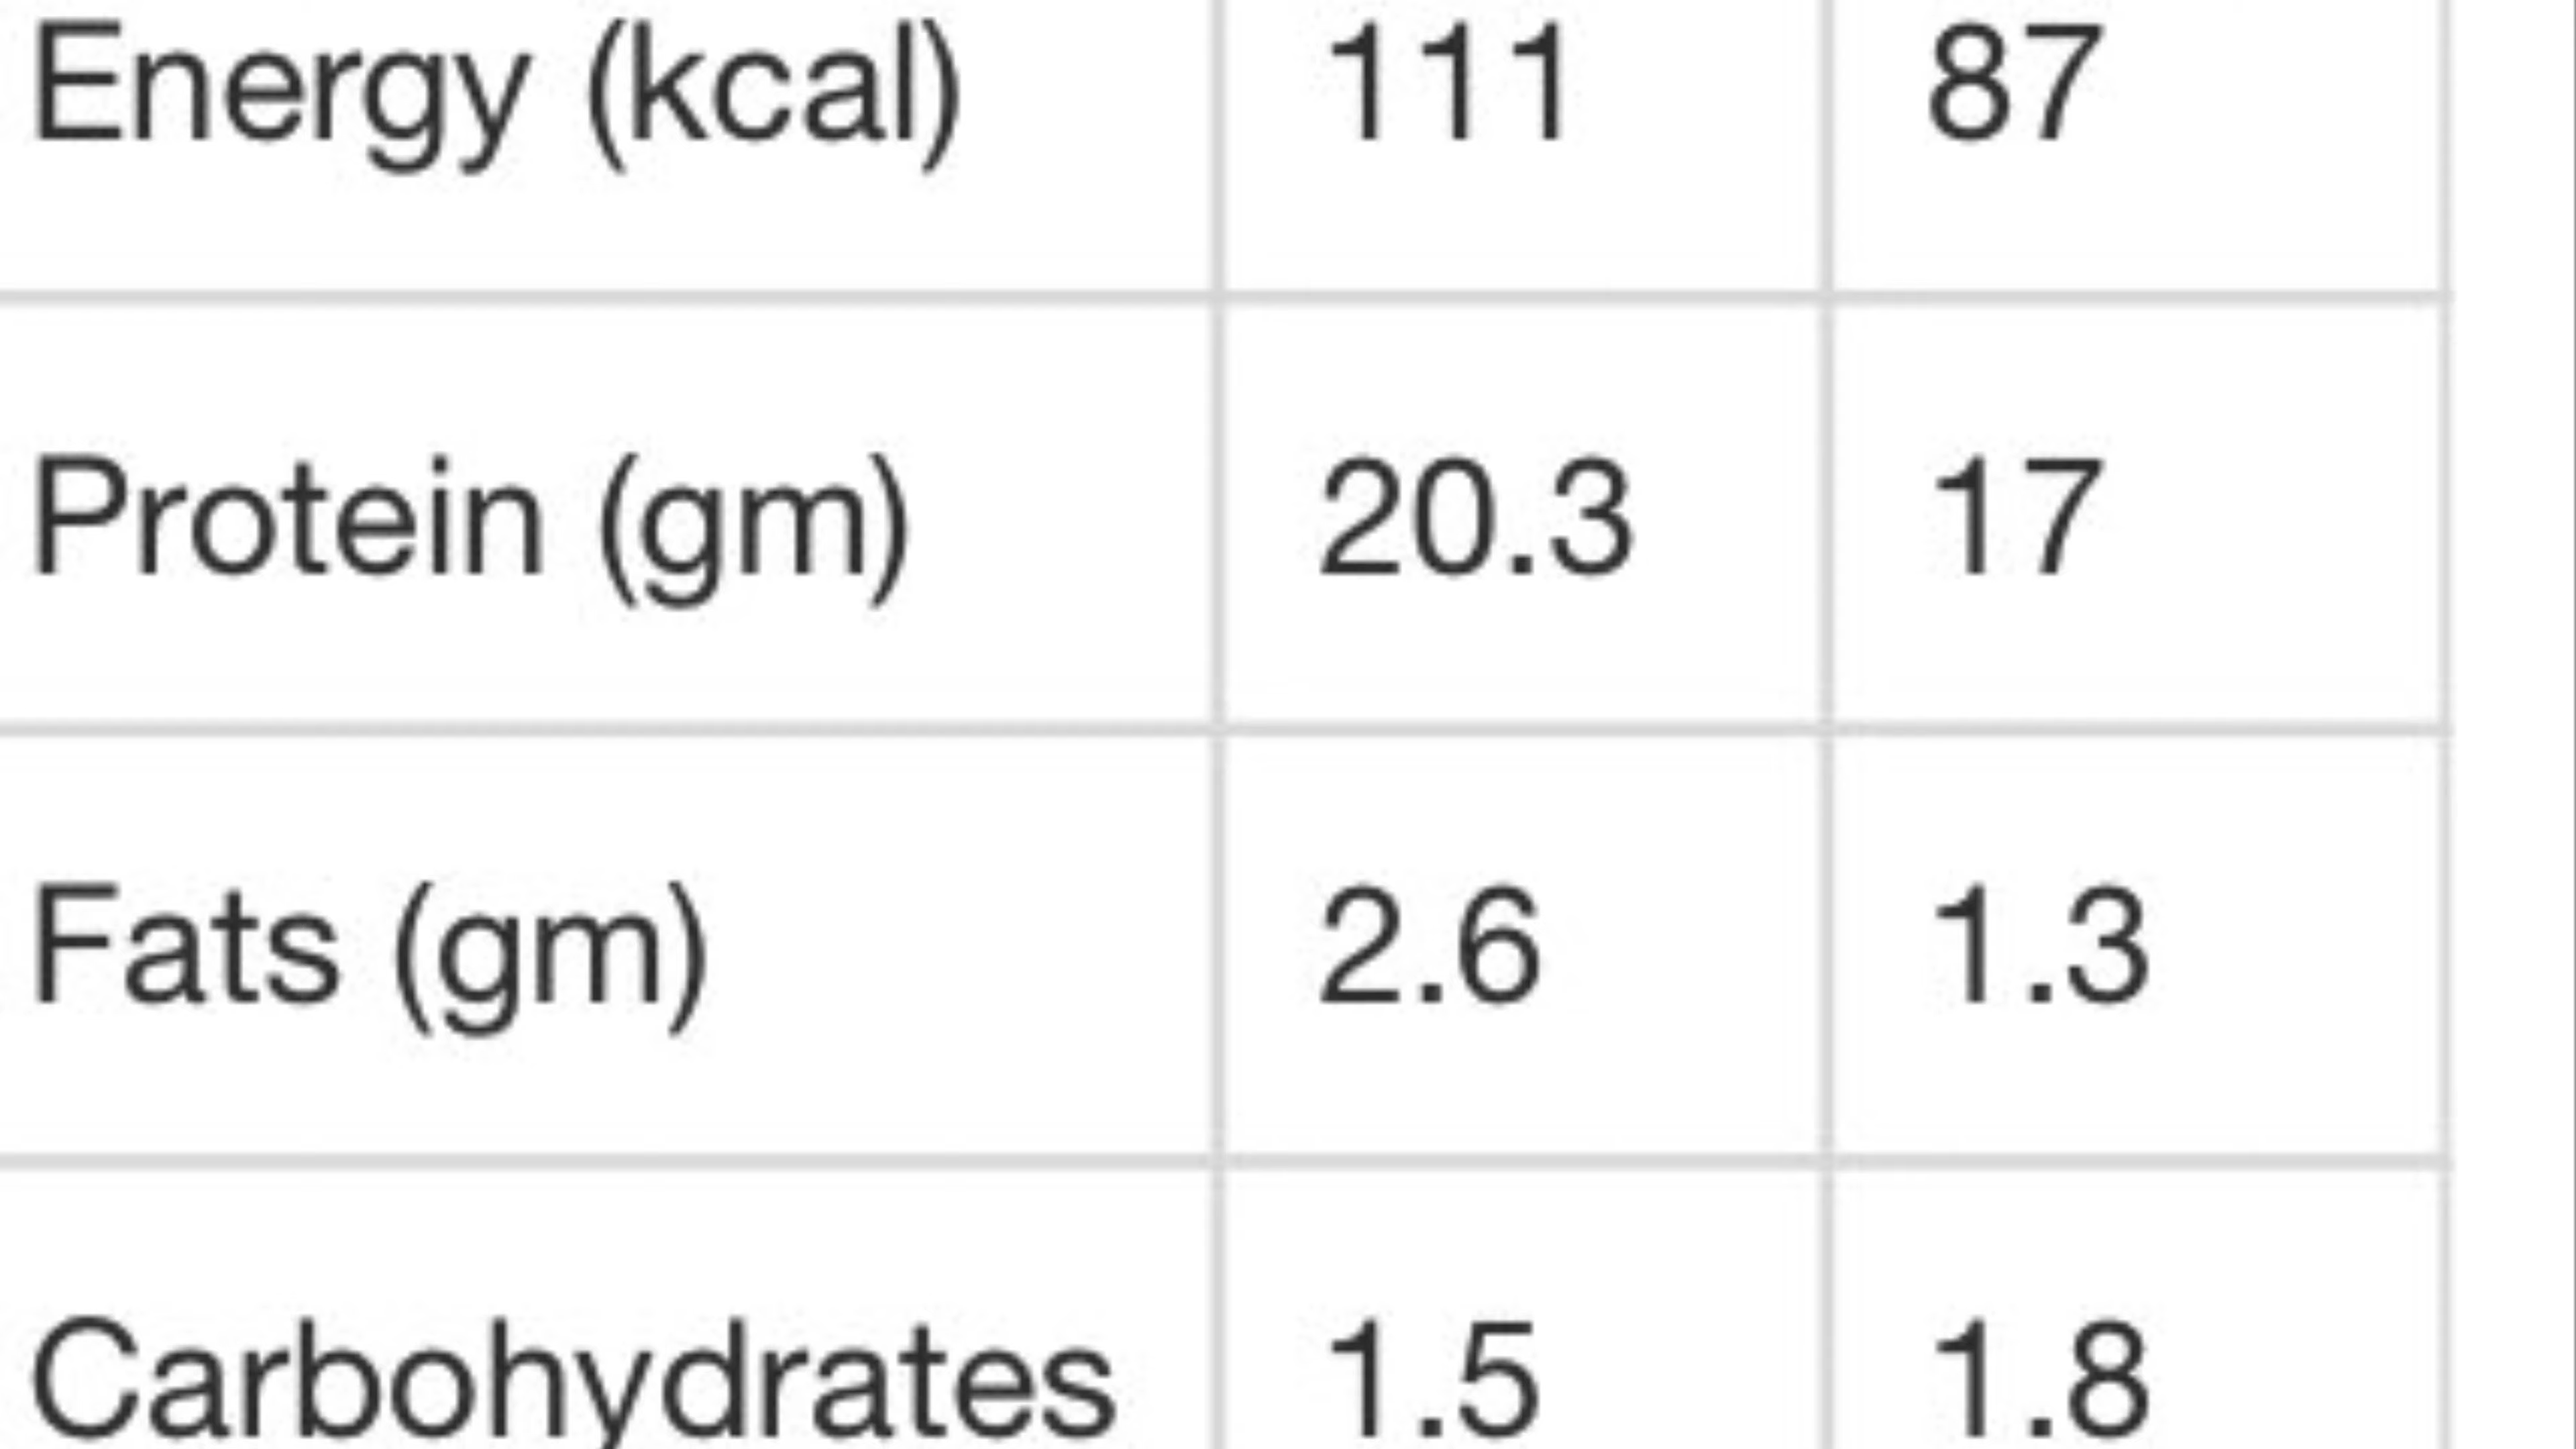 Energy (kcal) 111 87
Protein (gm) 20.3 17
Fats (gm) 2.6 1.3
Carbohydrates 1.5 1.8